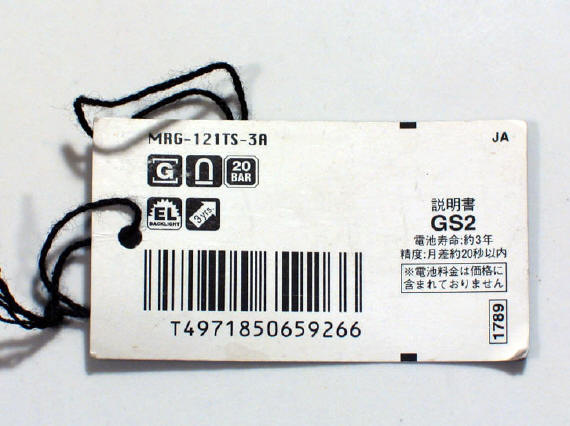 MRG-121TS-3A
JA
G
20
BAR
EL
BACKLIGHT
3yrs.
説明書
GS2
電池寿命:約3年
精度:月差約20秒以内
※電池料金は価格に
含まれておりません
1789
T4971850659266